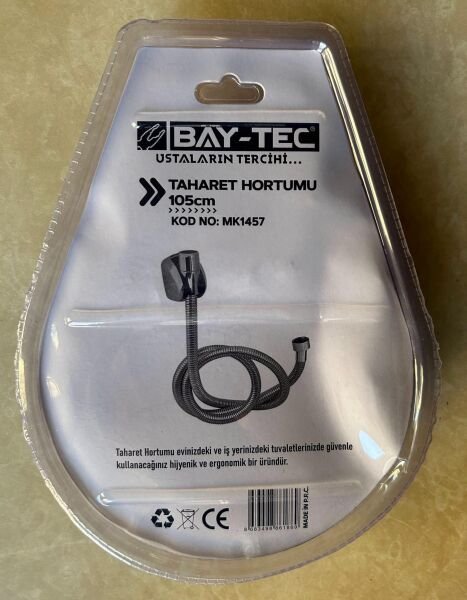 BAY-TEC®
USTALARIN TERCİHİ...
TAHARET HORTUMU
105cm
KOD NO: MK1457
Taharet Hortumu evinizdeki ve iş yerinizdeki tuvaletlerinizde güvenle
kullanacağınız hijyenik ve ergonomik bir üründür.
CE
MADE IN P.R.C.